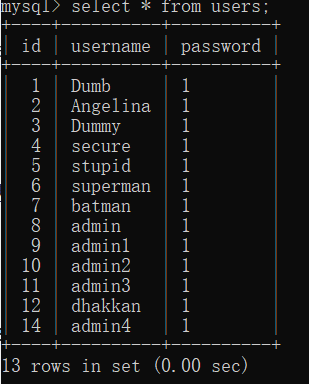 mysql> select * from users;
+----+----------+----------+
| id | username | password |
+----+----------+----------+
| 1 | Dumb | 1 |
| 2 | Angelina | 1 |
| 3 | Dummy | 1 |
| 4 | secure | 1 |
| 5 | stupid | 1 |
| 6 | superman | 1 |
| 7 | batman | 1 |
| 8 | admin | 1 |
| 9 | admin1 | 1 |
| 10 | admin2 | 1 |
| 11 | admin3 | 1 |
| 12 | dhakkan | 1 |
| 14 | admin4 | 1 |
+----+----------+----------+
13 rows in set (0.00 sec)